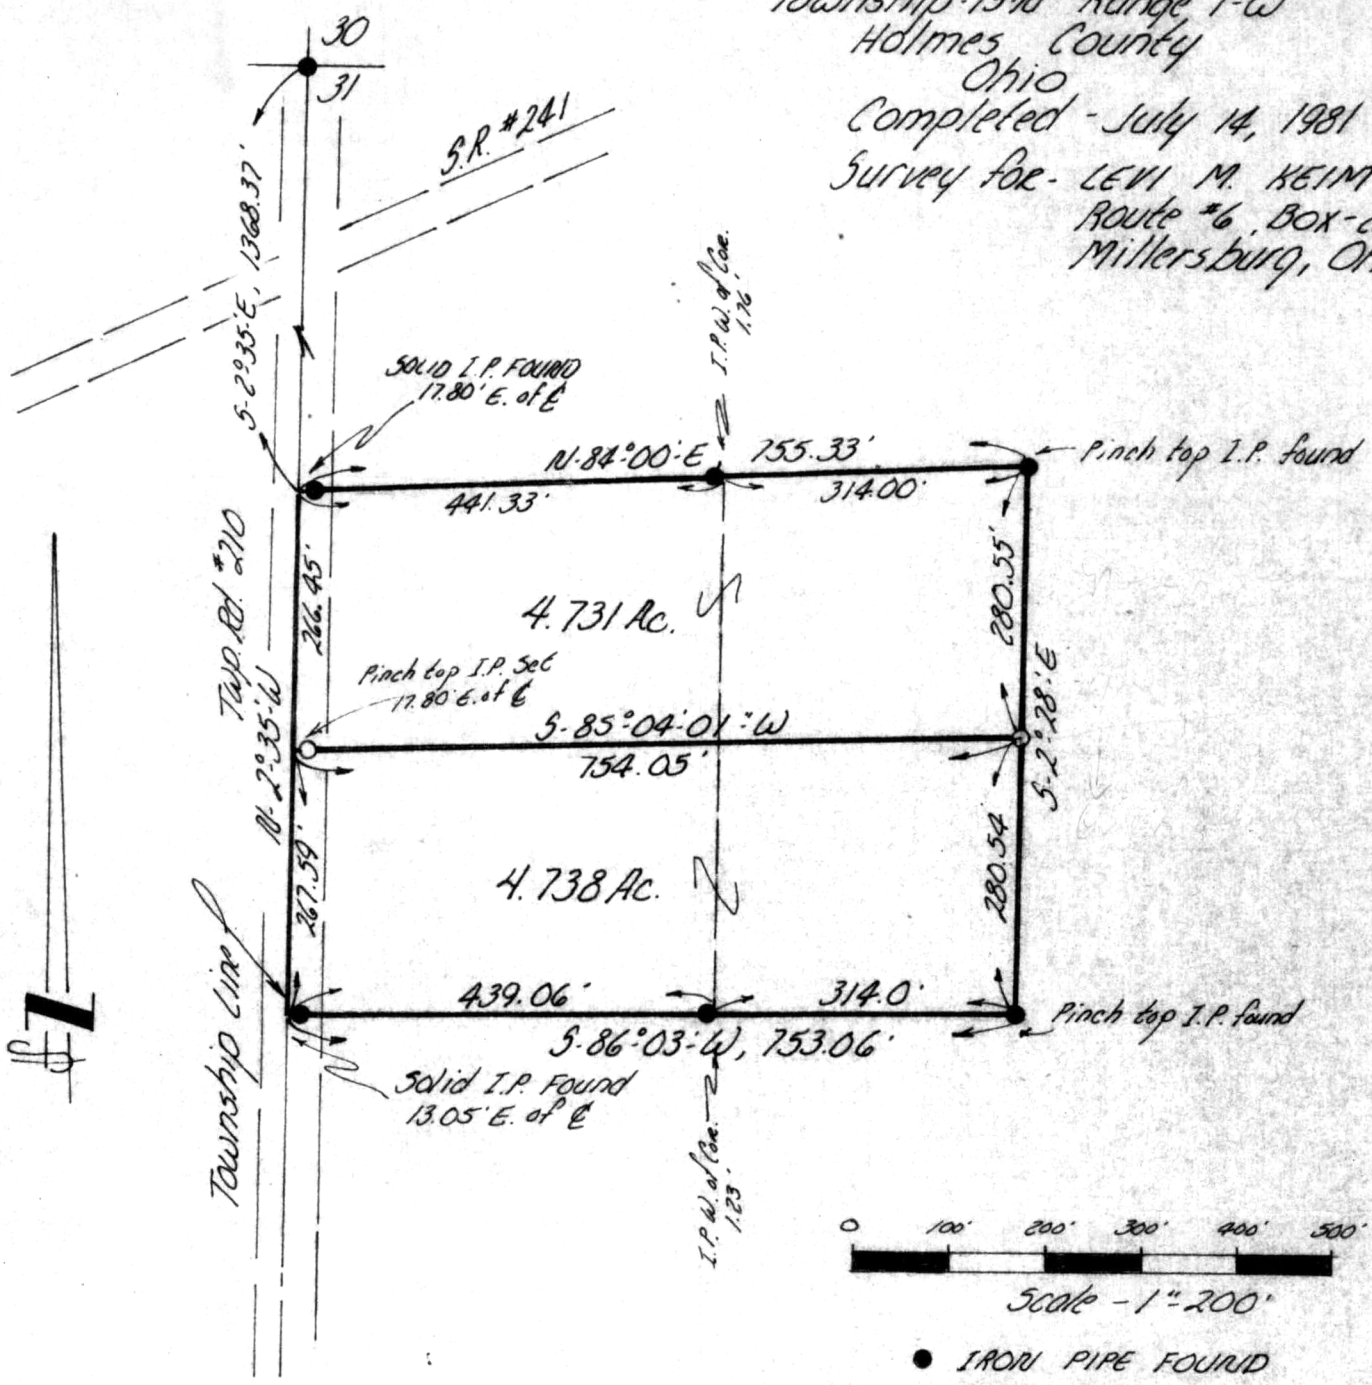 Township-15-N Range 7-W
Holmes County
Ohio
Completed - July 14, 1981
Survey for - LEVI M. KEIM
Route #6, Box-
Millersburg, O
30
31
S.R. #241
S-2°35'-E, 1368.37'
SOLID I.P. FOUND
17.80' E. of ℄
I.P. W. of Cor.
1.76'
N-84°00'-E 755.33'
441.33'
314.00'
Pinch top I.P. found
Twp. Rd. #210
N-2°35'-W
266.45'
4.731 Ac.
280.55'
S-2°28'-E
Pinch top I.P. Set
17.80' E. of ℄
S-85°04'-01"-W
754.05'
267.59'
4.738 Ac.
280.54'
Township Line
439.06'
314.0'
S-86°03'-W, 753.06'
Pinch top I.P. found
Solid I.P. Found
13.05' E. of ℄
I.P. W. of Cor.
1.23'
N
0 100' 200' 300' 400' 500'
Scale - 1"=200'
● IRON PIPE FOUND